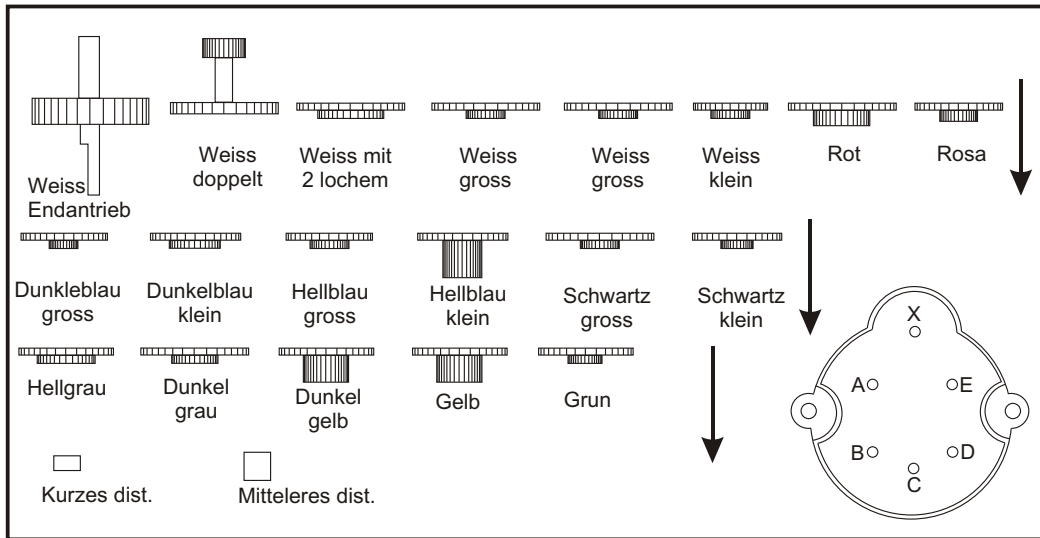 Weiss
Endantrieb
Weiss
doppelt
Weiss mit
2 lochem
Weiss
gross
Weiss
gross
Weiss
klein
Rot
Rosa
Dunkleblau
gross
Dunkelblau
klein
Hellblau
gross
Hellblau
klein
Schwartz
gross
Schwartz
klein
Hellgrau
Dunkel
grau
Dunkel
gelb
Gelb
Grun
Kurzes dist.
Mitteleres dist.
X
A
E
B
D
C